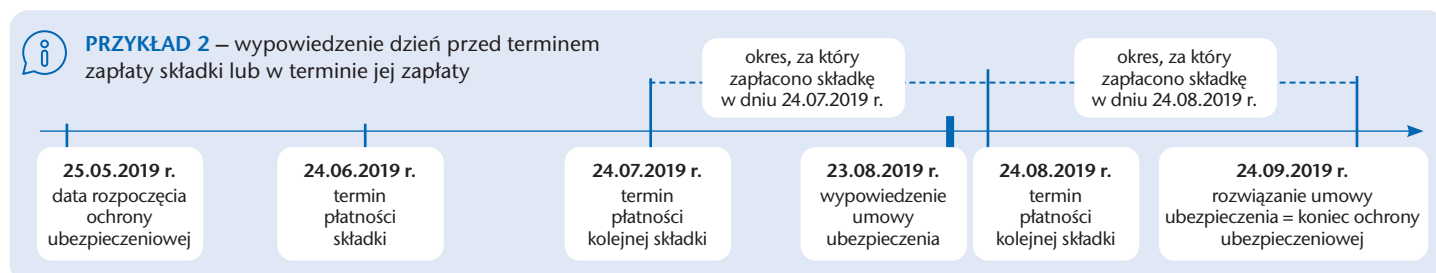 PRZYKŁAD 2 – wypowiedzenie dzień przed terminem
zapłaty składki lub w terminie jej zapłaty
okres, za który
zapłacono składkę
w dniu 24.07.2019 r.
okres, za który
zapłacono składkę
w dniu 24.08.2019 r.
25.05.2019 r.
data rozpoczęcia
ochrony
ubezpieczeniowej
24.06.2019 r.
termin
płatności
składki
24.07.2019 r.
termin
płatności
kolejnej składki
23.08.2019 r.
wypowiedzenie
umowy
ubezpieczenia
24.08.2019 r.
termin
płatności
kolejnej składki
24.09.2019 r.
rozwiązanie umowy
ubezpieczenia = koniec ochrony
ubezpieczeniowej